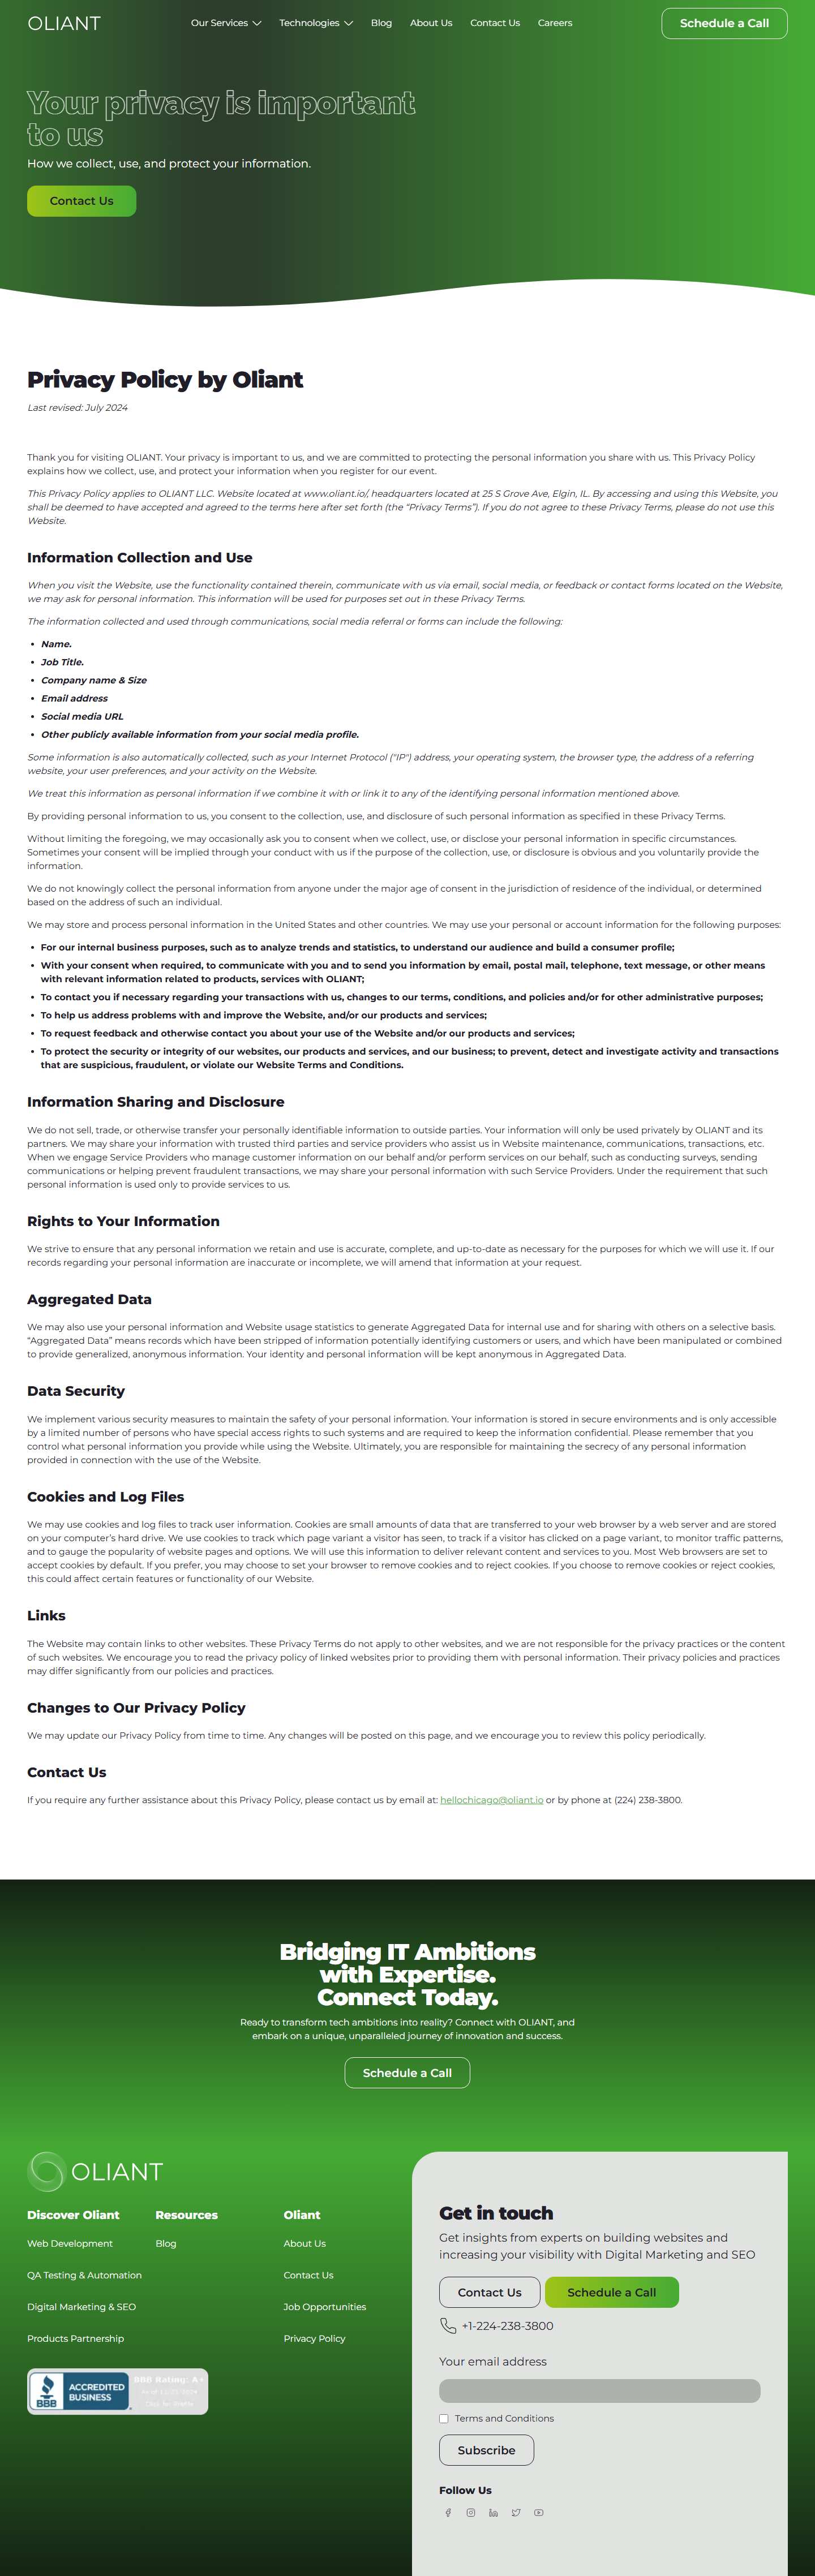 OLIANT
Our Services
Technologies
Blog
About Us
Contact Us
Careers
Schedule a Call
Your privacy is important
to us
How we collect, use, and protect your information.
Contact Us
Privacy Policy by Oliant
Last revised: July 2024
Thank you for visiting OLIANT. Your privacy is important to us, and we are committed to protecting the personal information you share with us. This Privacy Policy
explains how we collect, use, and protect your information when you register for our event.
This Privacy Policy applies to OLIANT LLC. Website located at www.oliant.io/, headquarters located at 25 S Grove Ave, Elgin, IL. By accessing and using this Website, you
shall be deemed to have accepted and agreed to the terms here after set forth (the “Privacy Terms”). If you do not agree to these Privacy Terms, please do not use this
Website.
Information Collection and Use
When you visit the Website, use the functionality contained therein, communicate with us via email, social media, or feedback or contact forms located on the Website,
we may ask for personal information. This information will be used for purposes set out in these Privacy Terms.
The information collected and used through communications, social media referral or forms can include the following:
• Name.
• Job Title.
• Company name & Size
• Email address
• Social media URL
• Other publicly available information from your social media profile.
Some information is also automatically collected, such as your Internet Protocol ("IP") address, your operating system, the browser type, the address of a referring
website, your user preferences, and your activity on the Website.
We treat this information as personal information if we combine it with or link it to any of the identifying personal information mentioned above.
By providing personal information to us, you consent to the collection, use, and disclosure of such personal information as specified in these Privacy Terms.
Without limiting the foregoing, we may occasionally ask you to consent when we collect, use, or disclose your personal information in specific circumstances.
Sometimes your consent will be implied through your conduct with us if the purpose of the collection, use, or disclosure is obvious and you voluntarily provide the
information.
We do not knowingly collect the personal information from anyone under the major age of consent in the jurisdiction of residence of the individual, or determined
based on the address of such an individual.
We may store and process personal information in the United States and other countries. We may use your personal or account information for the following purposes:
• For our internal business purposes, such as to analyze trends and statistics, to understand our audience and build a consumer profile;
• With your consent when required, to communicate with you and to send you information by email, postal mail, telephone, text message, or other means
with relevant information related to products, services with OLIANT;
• To contact you if necessary regarding your transactions with us, changes to our terms, conditions, and policies and/or for other administrative purposes;
• To help us address problems with and improve the Website, and/or our products and services;
• To request feedback and otherwise contact you about your use of the Website and/or our products and services;
• To protect the security or integrity of our websites, our products and services, and our business; to prevent, detect and investigate activity and transactions
that are suspicious, fraudulent, or violate our Website Terms and Conditions.
Information Sharing and Disclosure
We do not sell, trade, or otherwise transfer your personally identifiable information to outside parties. Your information will only be used privately by OLIANT and its
partners. We may share your information with trusted third parties and service providers who assist us in Website maintenance, communications, transactions, etc.
When we engage Service Providers who manage customer information on our behalf and/or perform services on our behalf, such as conducting surveys, sending
communications or helping prevent fraudulent transactions, we may share your personal information with such Service Providers. Under the requirement that such
personal information is used only to provide services to us.
Rights to Your Information
We strive to ensure that any personal information we retain and use is accurate, complete, and up-to-date as necessary for the purposes for which we will use it. If our
records regarding your personal information are inaccurate or incomplete, we will amend that information at your request.
Aggregated Data
We may also use your personal information and Website usage statistics to generate Aggregated Data for internal use and for sharing with others on a selective basis.
“Aggregated Data” means records which have been stripped of information potentially identifying customers or users, and which have been manipulated or combined
to provide generalized, anonymous information. Your identity and personal information will be kept anonymous in Aggregated Data.
Data Security
We implement various security measures to maintain the safety of your personal information. Your information is stored in secure environments and is only accessible
by a limited number of persons who have special access rights to such systems and are required to keep the information confidential. Please remember that you
control what personal information you provide while using the Website. Ultimately, you are responsible for maintaining the secrecy of any personal information
provided in connection with the use of the Website.
Cookies and Log Files
We may use cookies and log files to track user information. Cookies are small amounts of data that are transferred to your web browser by a web server and are stored
on your computer’s hard drive. We use cookies to track which page variant a visitor has seen, to track if a visitor has clicked on a page variant, to monitor traffic patterns,
and to gauge the popularity of website pages and options. We will use this information to deliver relevant content and services to you. Most Web browsers are set to
accept cookies by default. If you prefer, you may choose to set your browser to remove cookies and to reject cookies. If you choose to remove cookies or reject cookies,
this could affect certain features or functionality of our Website.
Links
The Website may contain links to other websites. These Privacy Terms do not apply to other websites, and we are not responsible for the privacy practices or the content
of such websites. We encourage you to read the privacy policy of linked websites prior to providing them with personal information. Their privacy policies and practices
may differ significantly from our policies and practices.
Changes to Our Privacy Policy
We may update our Privacy Policy from time to time. Any changes will be posted on this page, and we encourage you to review this policy periodically.
Contact Us
If you require any further assistance about this Privacy Policy, please contact us by email at: hellochicago@oliant.io or by phone at (224) 238-3800.
Bridging IT Ambitions
with Expertise.
Connect Today.
Ready to transform tech ambitions into reality? Connect with OLIANT, and
embark on a unique, unparalleled journey of innovation and success.
Schedule a Call
OLIANT
Discover Oliant
Web Development
QA Testing & Automation
Digital Marketing & SEO
Products Partnership
Resources
Blog
Oliant
About Us
Contact Us
Job Opportunities
Privacy Policy
BBB
ACCREDITED
BUSINESS
BBB Rating: A+
Get in touch
Get insights from experts on building websites and
increasing your visibility with Digital Marketing and SEO
Contact Us
Schedule a Call
+1-224-238-3800
Your email address
Terms and Conditions
Subscribe
Follow Us